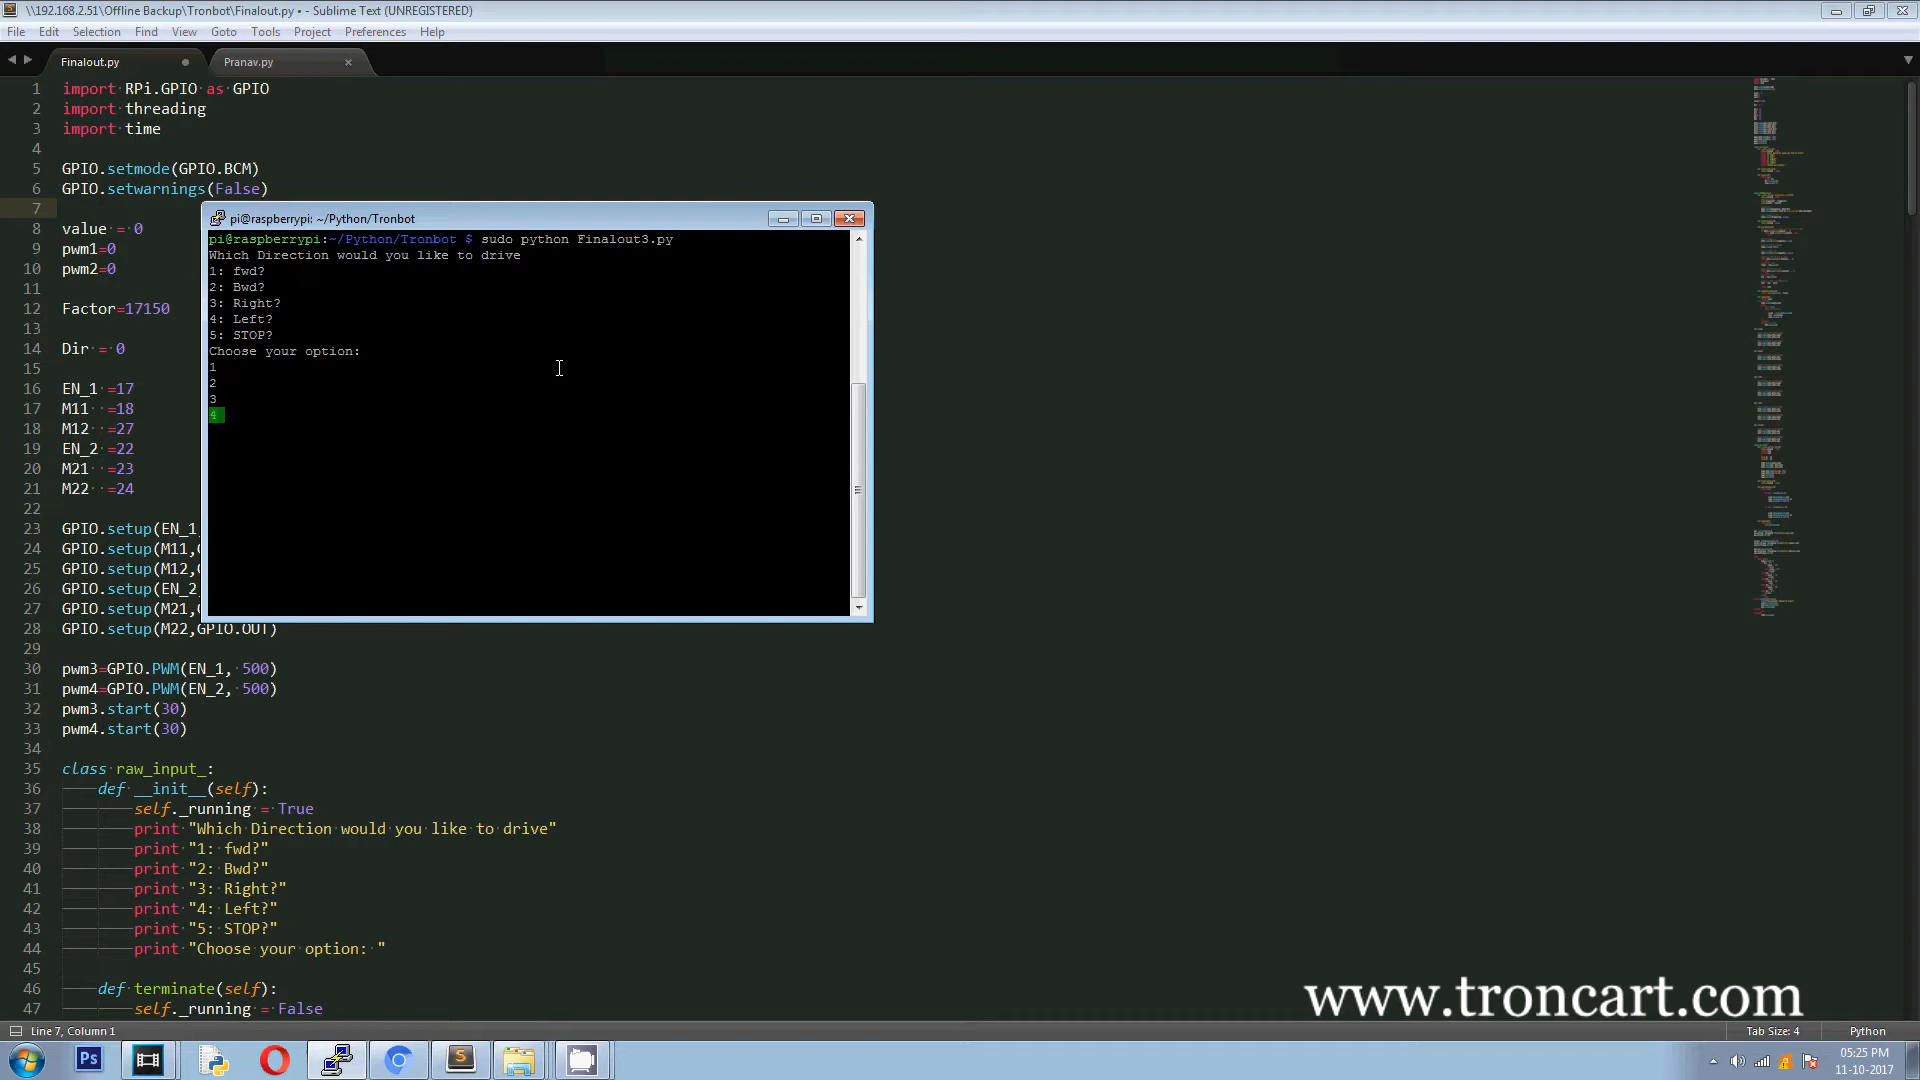 \\192.168.2.51\Offline Backup\Tronbot\Finalout.py • - Sublime Text (UNREGISTERED)
File Edit Selection Find View Goto Tools Project Preferences Help
Finalout.py Pranav.py
1 import RPi.GPIO as GPIO
2 import threading
3 import time
4
5 GPIO.setmode(GPIO.BCM)
6 GPIO.setwarnings(False)
7
8 value = 0
9 pwm1=0
10 pwm2=0
11
12 Factor=17150
13
14 Dir = 0
15
16 EN_1 =17
17 M11 =18
18 M12 =27
19 EN_2 =22
20 M21 =23
21 M22 =24
22
23 GPIO.setup(EN_1
24 GPIO.setup(M11,
25 GPIO.setup(M12,
26 GPIO.setup(EN_2
27 GPIO.setup(M21,
28 GPIO.setup(M22,GPIO.OUT)
29
30 pwm3=GPIO.PWM(EN_1, 500)
31 pwm4=GPIO.PWM(EN_2, 500)
32 pwm3.start(30)
33 pwm4.start(30)
34
35 class raw_input_:
36 def __init__(self):
37 self._running = True
38 print "Which Direction would you like to drive"
39 print "1: fwd?"
40 print "2: Bwd?"
41 print "3: Right?"
42 print "4: Left?"
43 print "5: STOP?"
44 print "Choose your option: "
45
46 def terminate(self):
47 self._running = False
pi@raspberrypi: ~/Python/Tronbot
pi@raspberrypi:~/Python/Tronbot $ sudo python Finalout3.py
Which Direction would you like to drive
1: fwd?
2: Bwd?
3: Right?
4: Left?
5: STOP?
Choose your option:
1
2
3
4
www.troncart.com
Line 7, Column 1 Tab Size: 4 Python
Ps
05:25 PM
11-10-2017